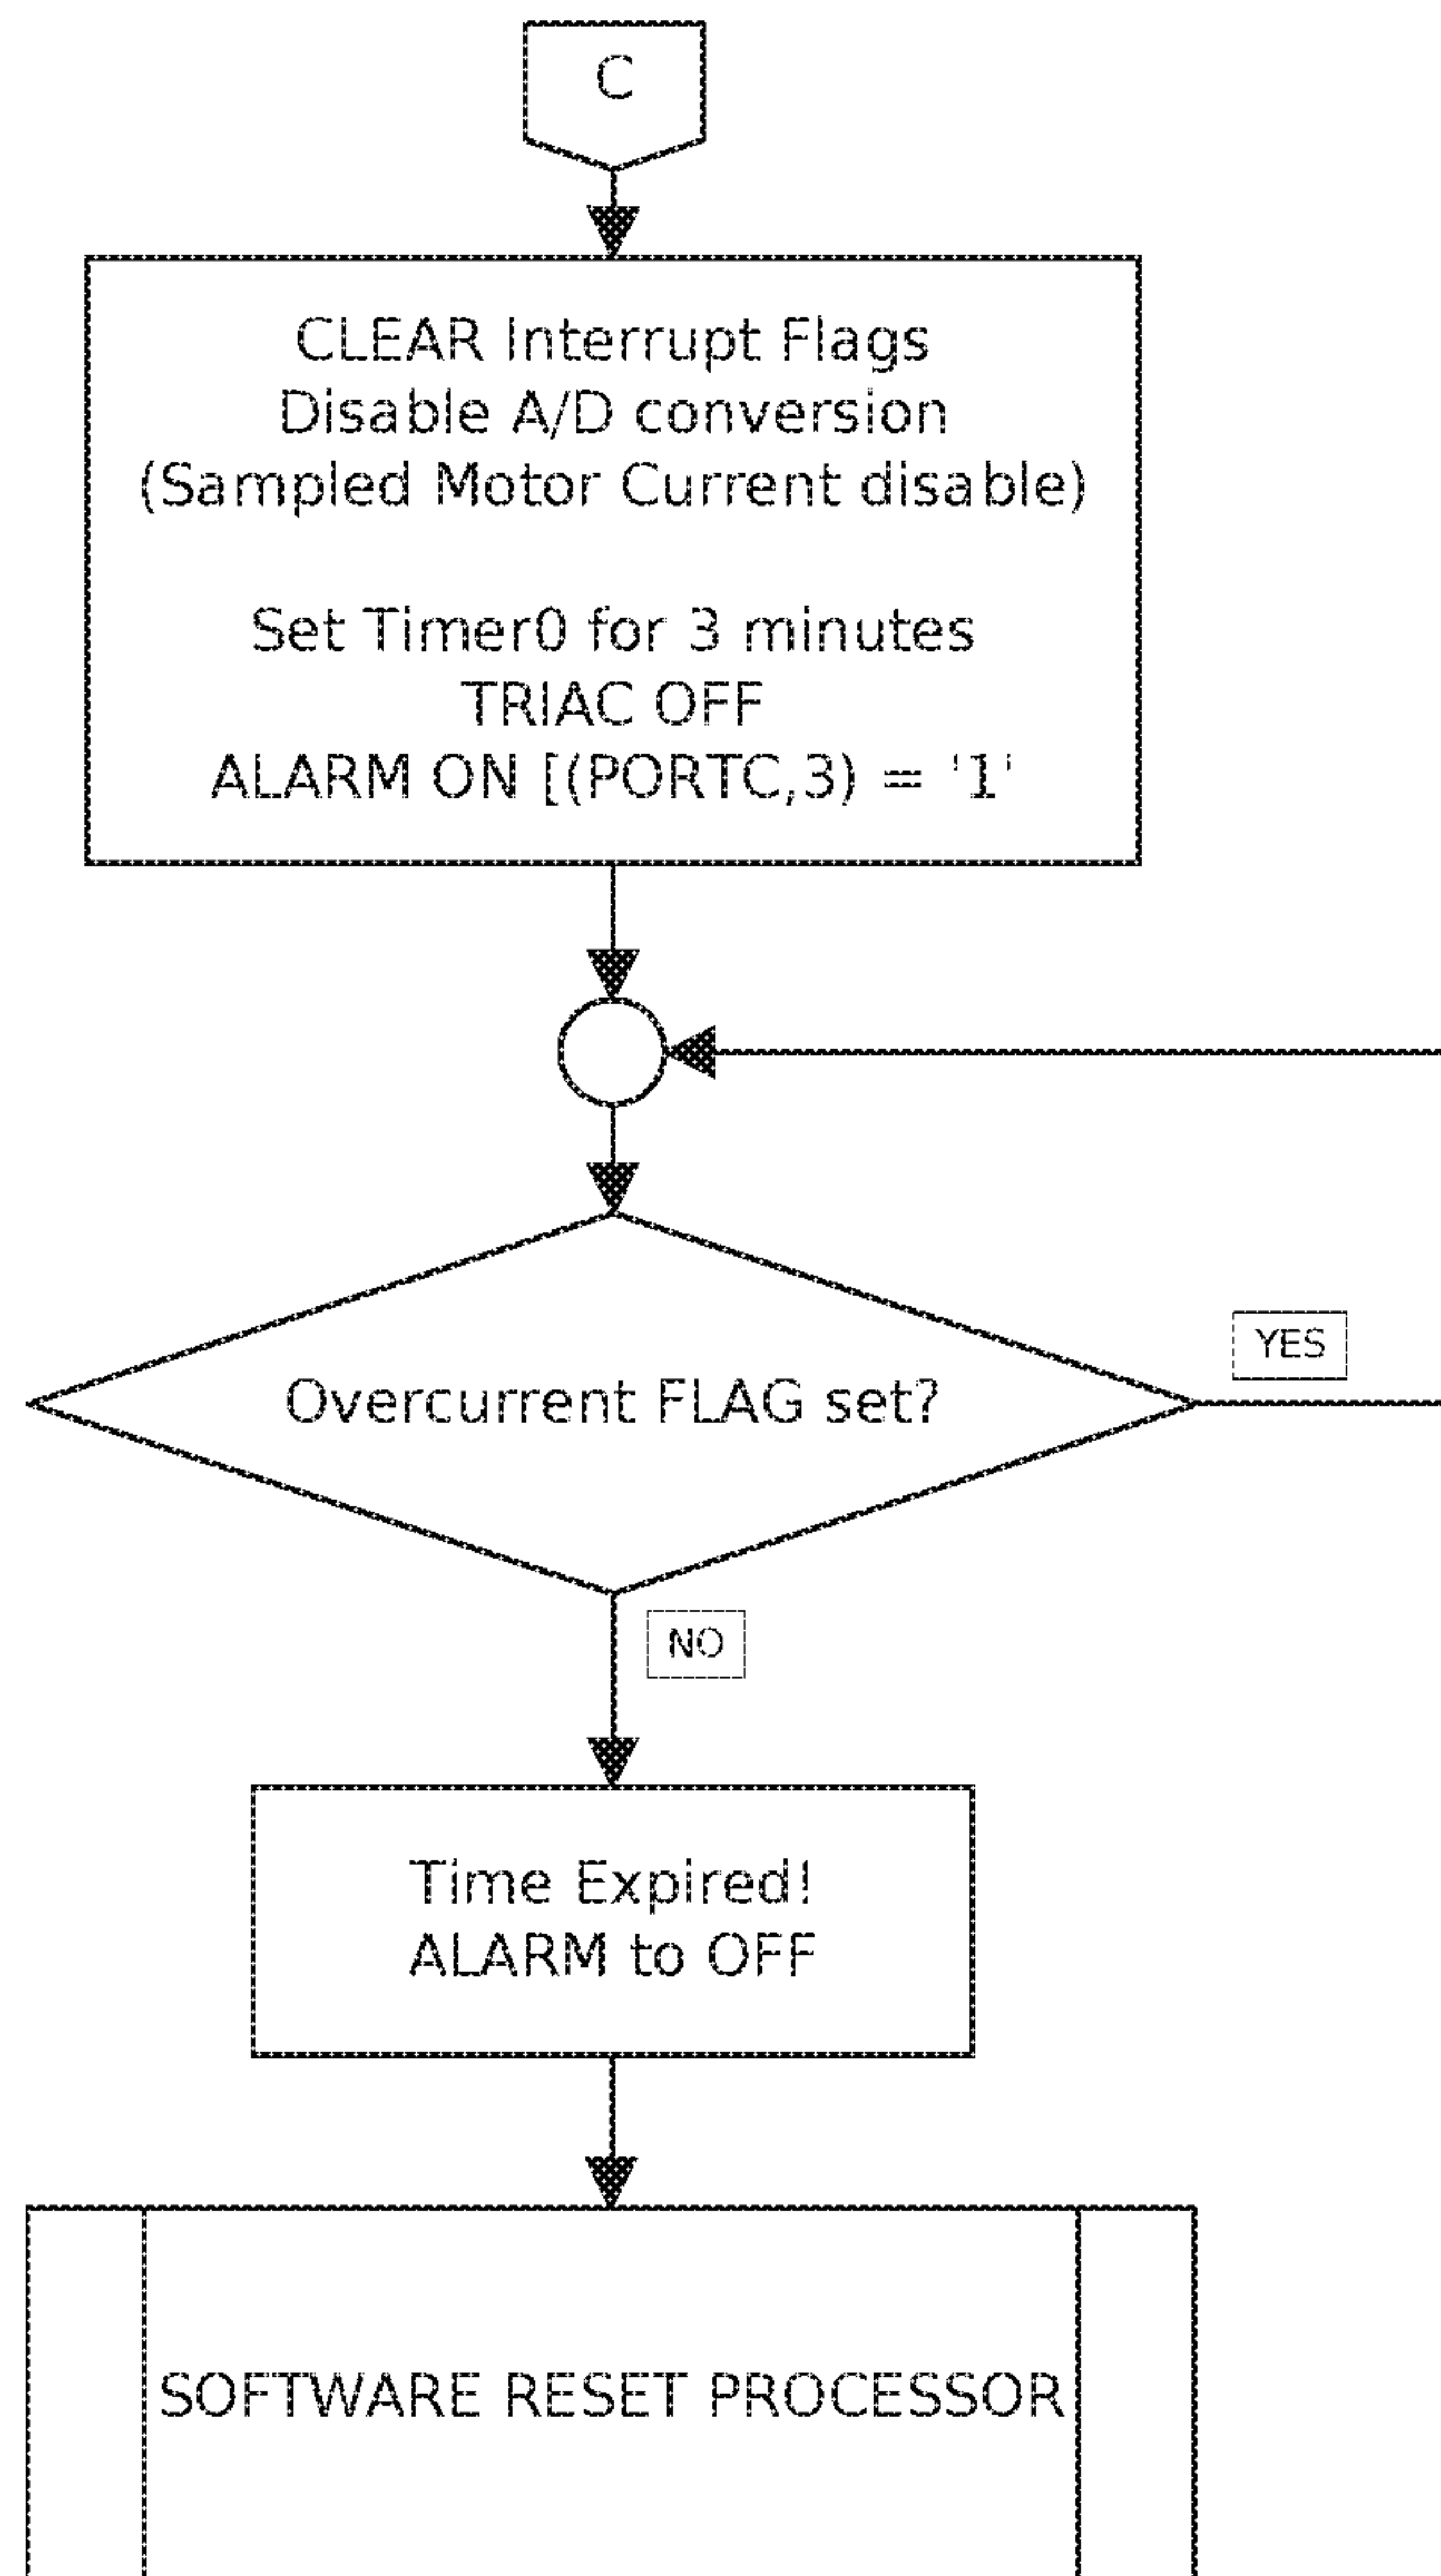 C
CLEAR Interrupt Flags
Disable A/D conversion
(Sampled Motor Current disable)
Set Timer0 for 3 minutes
TRIAC OFF
ALARM ON [(PORTC,3) = '1'
Overcurrent FLAG set?
YES
NO
Time Expired!
ALARM to OFF
SOFTWARE RESET PROCESSOR